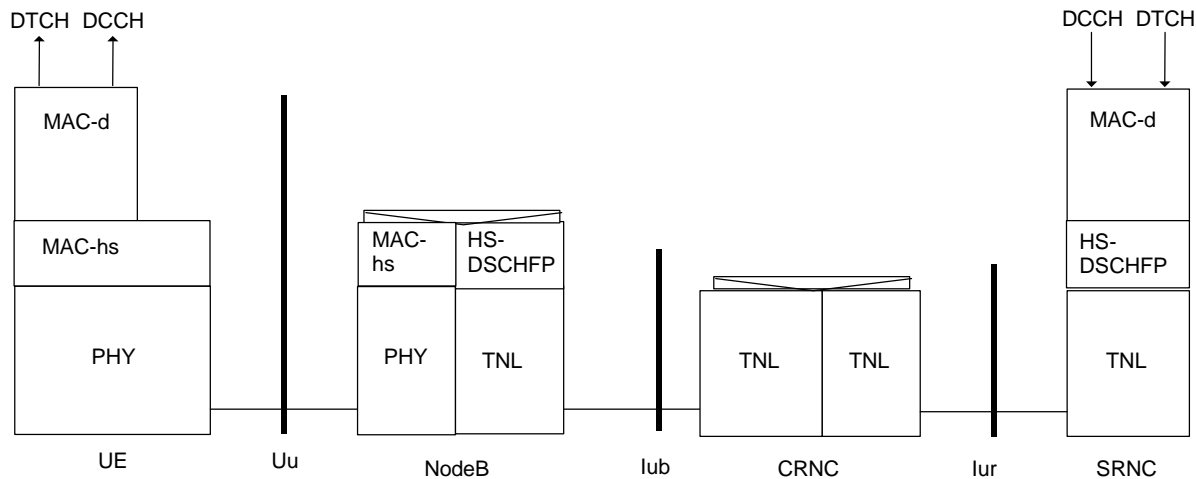 DTCH DCCH
DCCH DTCH
MAC-d
MAC-d
MAC-hs
MAC-
hs
HS-
DSCHFP
HS-
DSCHFP
PHY
PHY
TNL
TNL
TNL
TNL
UE
Uu
NodeB
Iub
CRNC
Iur
SRNC